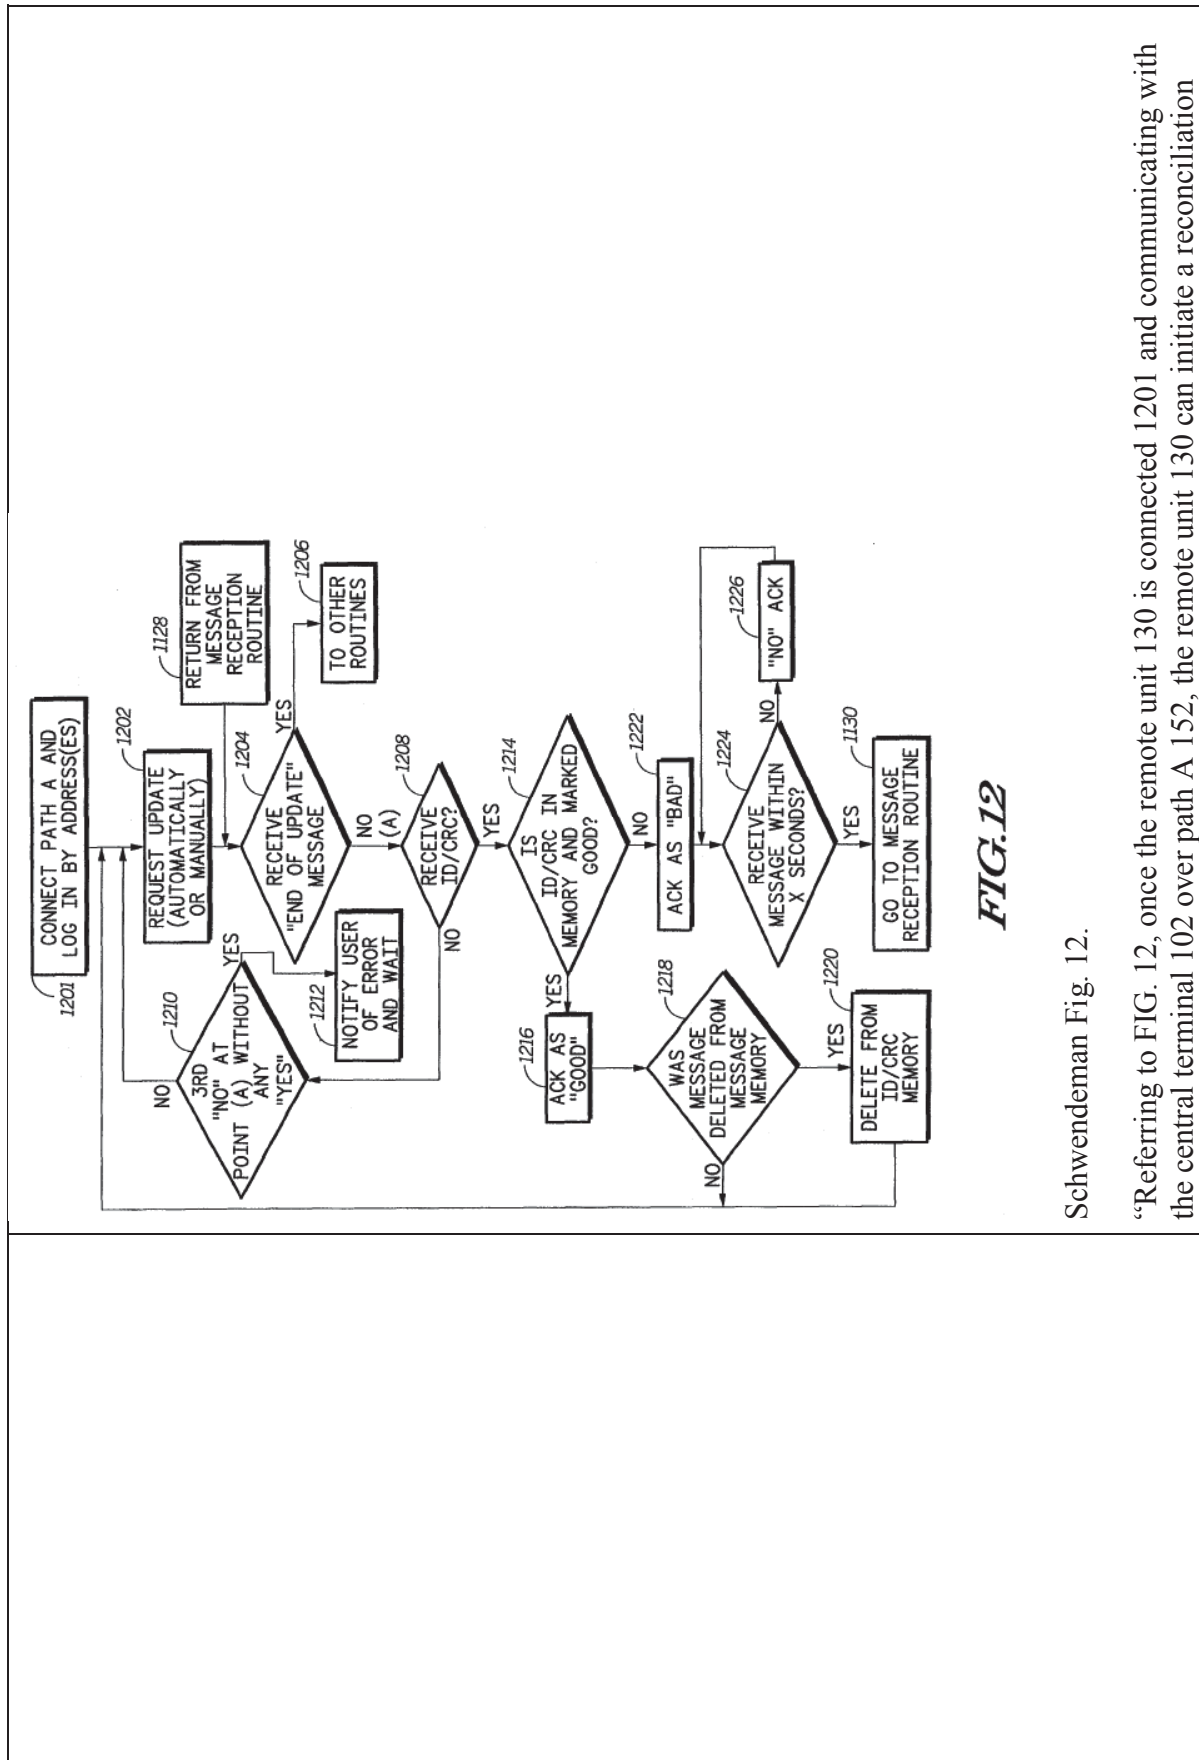 CONNECT PATH A AND
LOG IN BY ADDRESS(ES)
1201
1202
REQUEST UPDATE
(AUTOMATICALLY
OR MANUALLY)
1128
RETURN FROM
MESSAGE
RECEPTION
ROUTINE
1204
RECEIVE
"END OF UPDATE"
MESSAGE
YES
1206
TO OTHER
ROUTINES
NO
(A)
1208
RECEIVE
ID/CRC?
NO
YES
1210
3RD
"NO" AT
POINT (A) WITHOUT
ANY
"YES"
NO
YES
1212
NOTIFY USER
OF ERROR
AND WAIT
1214
IS
ID/CRC IN
MEMORY AND MARKED
GOOD?
YES
NO
1216
ACK AS
"GOOD"
1218
WAS
MESSAGE
DELETED FROM
MESSAGE
MEMORY
NO
YES
1220
DELETE FROM
ID/CRC
MEMORY
1222
ACK AS "BAD"
1224
RECEIVE
MESSAGE WITHIN
X SECONDS?
NO
1226
"NO" ACK
YES
1130
GO TO MESSAGE
RECEPTION ROUTINE
FIG.12
Schwendeman Fig. 12.
“Referring to FIG. 12, once the remote unit 130 is connected 1201 and communicating with
the central terminal 102 over path A 152, the remote unit 130 can initiate a reconciliation